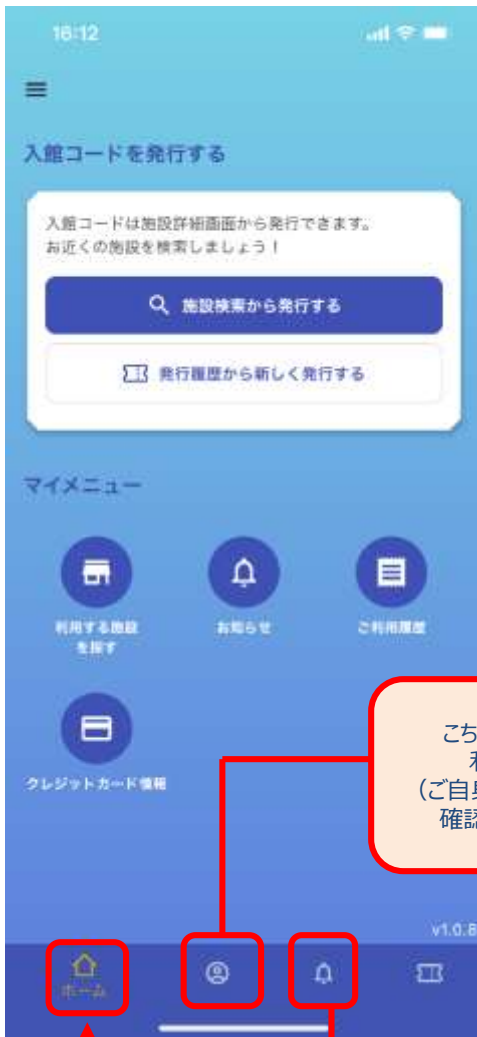 16:12
入館コードを発行する
入館コードは施設詳細画面から発行できます。
お近くの施設を検索しましょう！
施設検索から発行する
発行履歴から新しく発行する
マイメニュー
利用する施設
を探す
お知らせ
ご利用履歴
クレジットカード情報
こち
利
（ご自身
確認
v1.0.8
ホーム